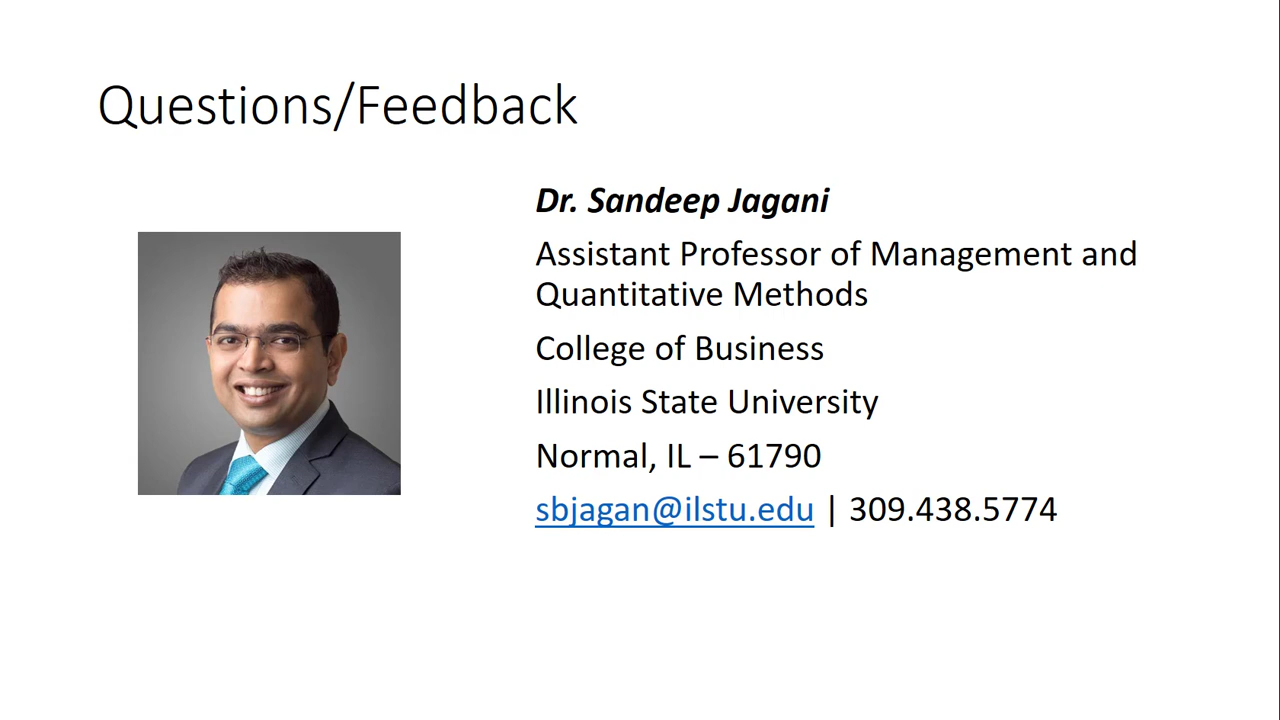 Questions/Feedback
Dr. Sandeep Jagani
Assistant Professor of Management and
Quantitative Methods
College of Business
Illinois State University
Normal, IL – 61790
sbjagan@ilstu.edu | 309.438.5774